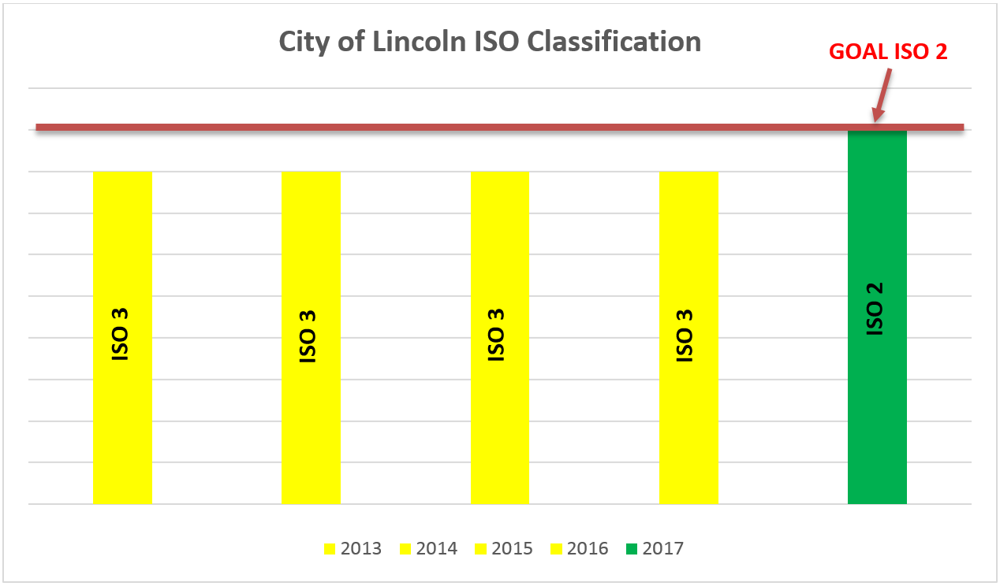 City of Lincoln ISO Classification
GOAL ISO 2
ISO 3
ISO 3
ISO 3
ISO 3
ISO 2
2013 2014 2015 2016 2017